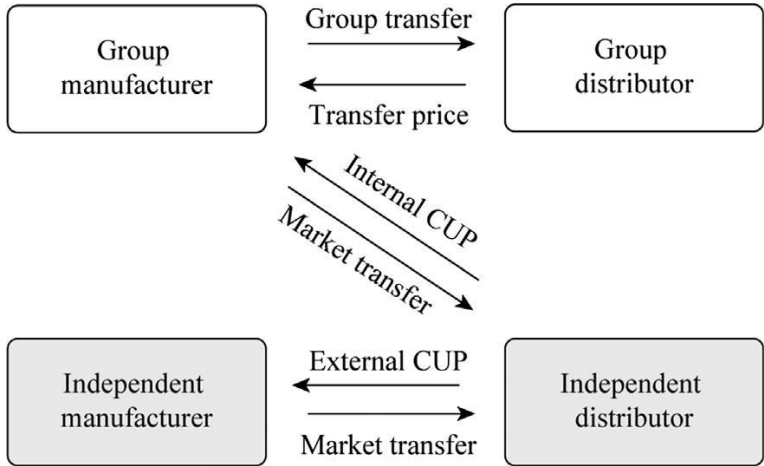 Group
manufacturer
Group transfer
Transfer price
Group
distributor
Internal CUP
Market transfer
Independent
manufacturer
External CUP
Market transfer
Independent
distributor